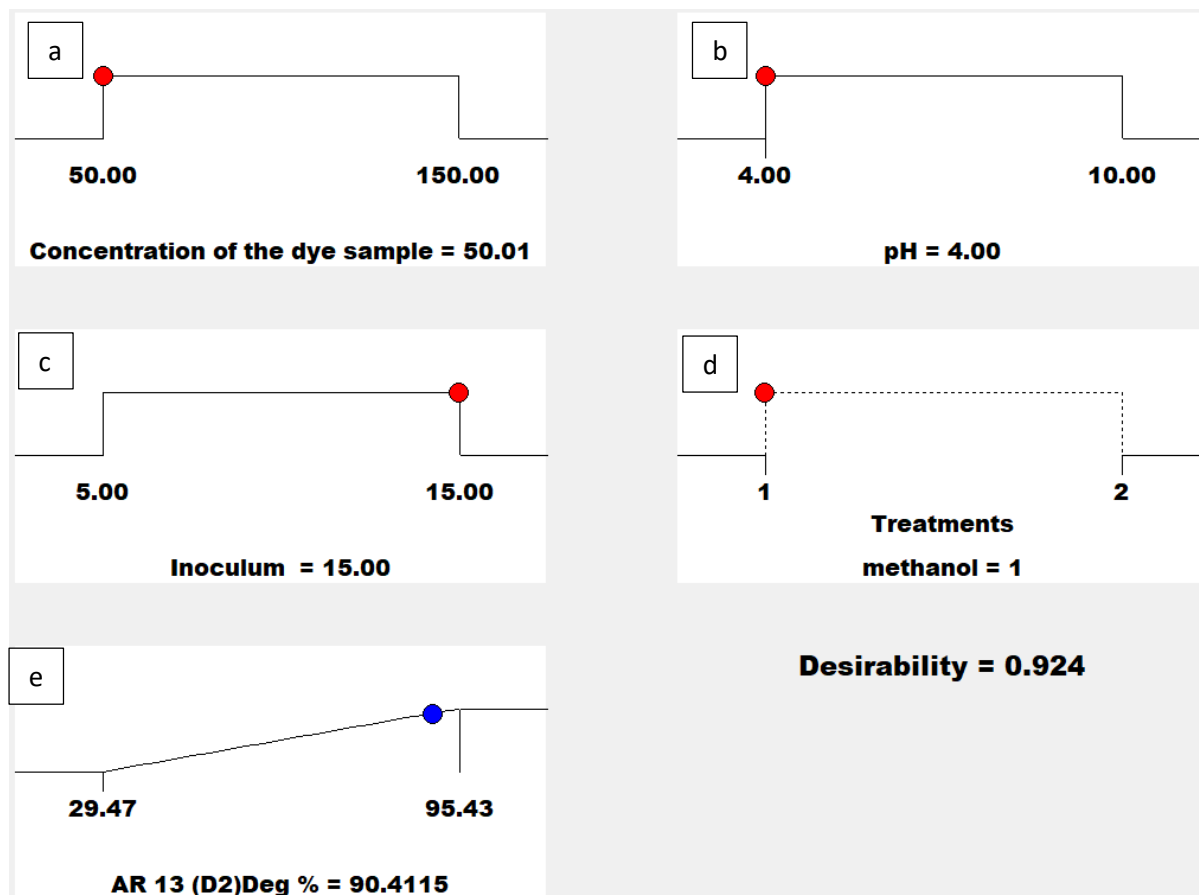 a
50.00 150.00
Concentration of the dye sample = 50.01
b
4.00 10.00
pH = 4.00
c
5.00 15.00
Inoculum = 15.00
d
1 2
Treatments
methanol = 1
e
29.47 95.43
AR 13 (D2)Deg % = 90.4115
Desirability = 0.924